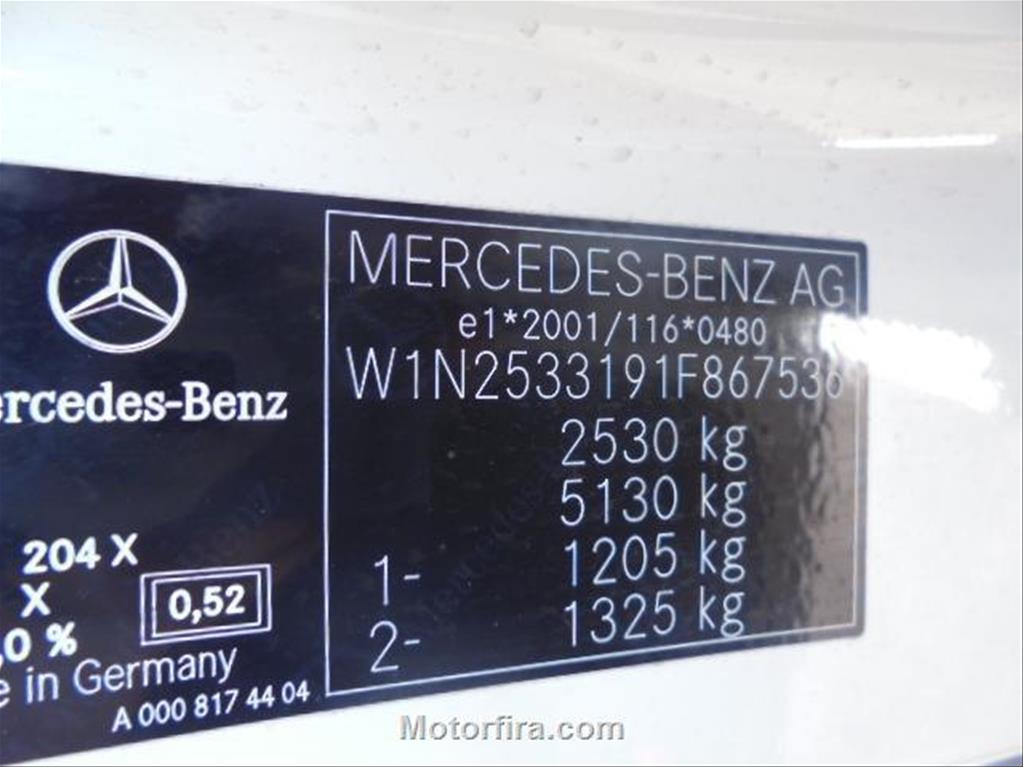 MERCEDES-BENZ AG
e1*2001/116*0480
W1N2533191F867536
2530 kg
5130 kg
1- 1205 kg
2- 1325 kg
ercedes-Benz
204 X
X
,0 %
0,52
e in Germany
A 000 817 44 04
Motorfira.com